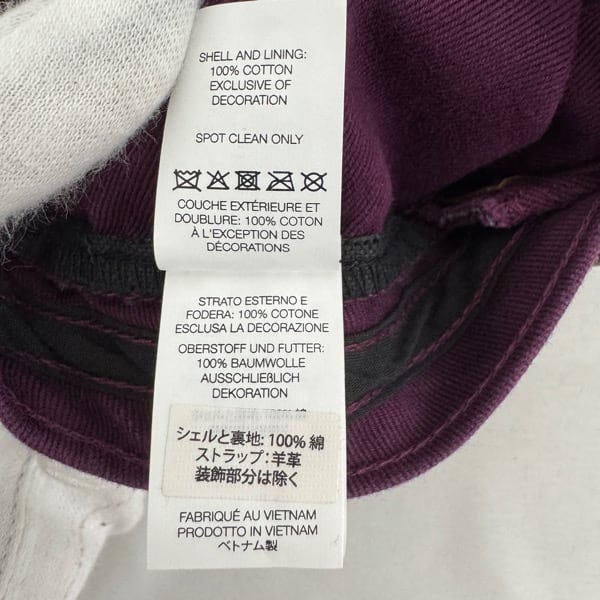 SHELL AND LINING:
100% COTTON
EXCLUSIVE OF
DECORATION
SPOT CLEAN ONLY
COUCHE EXTÉRIEURE ET
DOUBLURE: 100% COTON
À L'EXCEPTION DES
DÉCORATIONS
STRATO ESTERNO E
FODERA: 100% COTONE
ESCLUSA LA DECORAZIONE
OBERSTOFF UND FUTTER:
100% BAUMWOLLE
AUSSCHLIEßLICH
DEKORATION
シェルと裏地: 100% 綿
ストラップ: 羊革
装飾部分は除く
FABRIQUÉ AU VIETNAM
PRODOTTO IN VIETNAM
ベトナム製